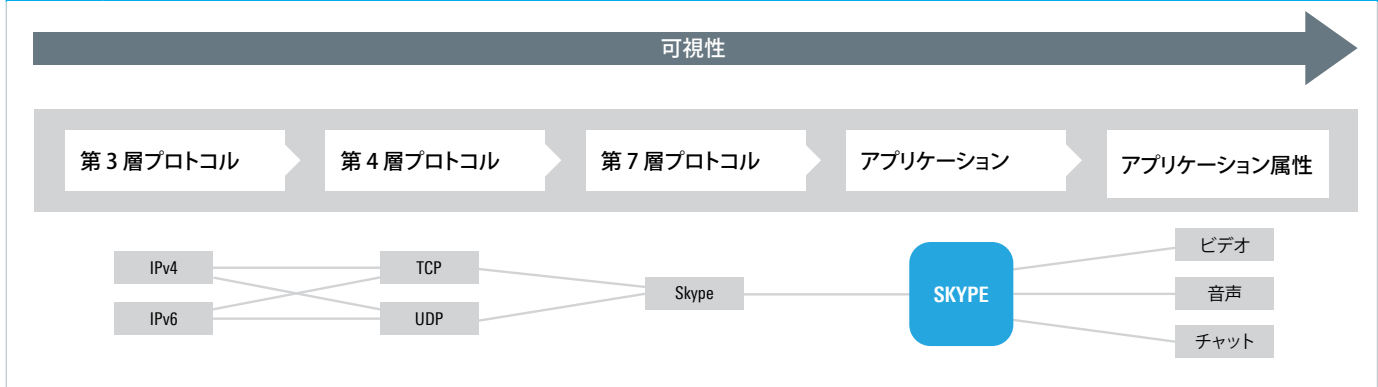 可視性
第 3 層プロトコル
第 4 層プロトコル
第 7 層プロトコル
アプリケーション
アプリケーション属性
IPv4
IPv6
TCP
UDP
Skype
SKYPE
ビデオ
音声
チャット